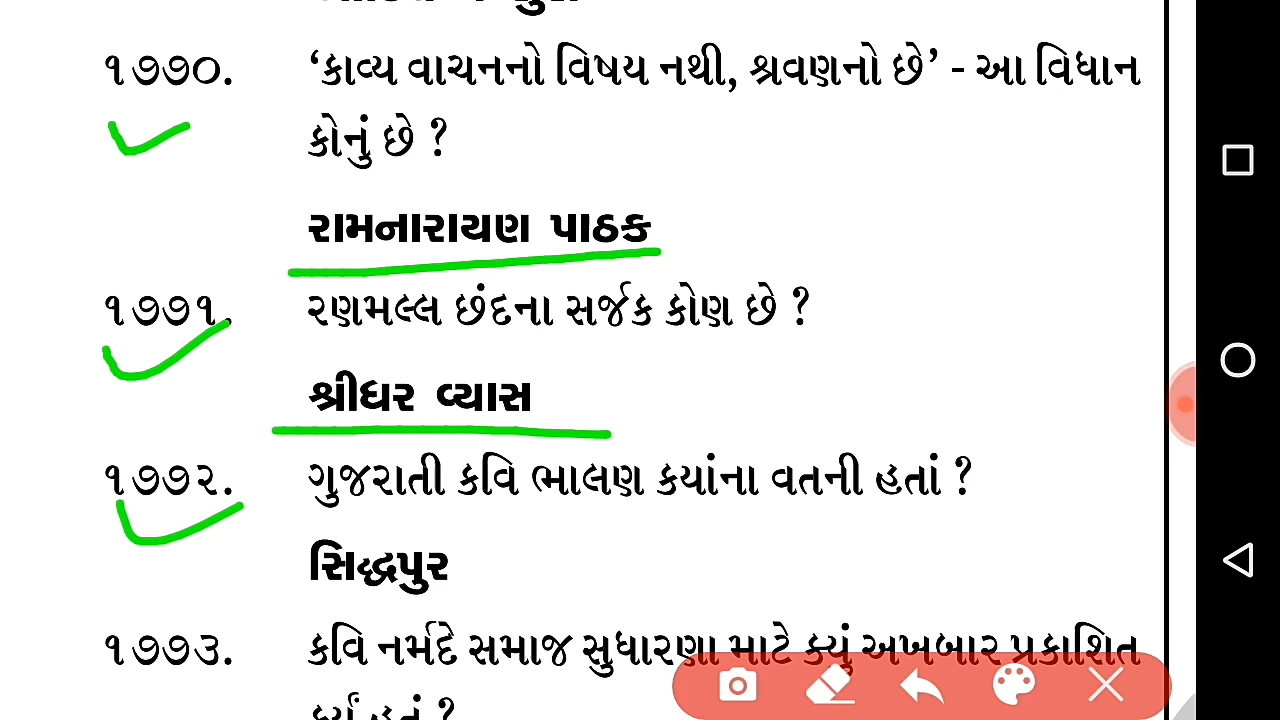 ૧૭૭૦. ‘કાવ્ય વાચનનો વિષય નથી, શ્રવણનો છે’ - આ વિધાન
કોનું છે ?
રામનારાયણ પાઠક
૧૭૭૧. રણમલ્લ છંદના સર્જક કોણ છે ?
શ્રીધર વ્યાસ
૧૭૭૨. ગુજરાતી કવિ ભાલણ કયાંના વતની હતાં ?
સિદ્ધપુર
૧૭૭૩. કવિ નર્મદે સમાજ સુધારણા માટે ક્યું અખબાર પ્રકાશિત